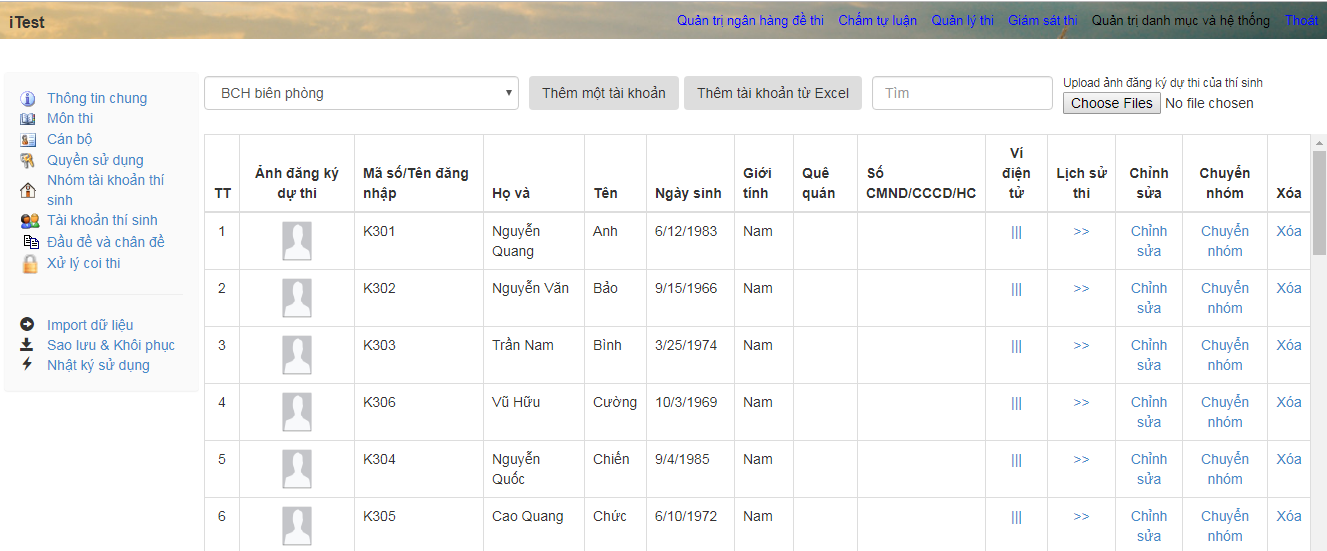 iTest
Quản trị ngân hàng đề thi Chấm tự luận Quản lý thi Giám sát thi Quản trị danh mục và hệ thống Thoát
Thông tin chung
Môn thi
Cán bộ
Quyền sử dụng
Nhóm tài khoản thí
sinh
Tài khoản thí sinh
Đầu đề và chân đề
Xử lý coi thi
Import dữ liệu
Sao lưu & Khôi phục
Nhật ký sử dụng
BCH biên phòng Thêm một tài khoản Thêm tài khoản từ Excel Tìm
Upload ảnh đăng ký dự thi của thí sinh
Choose Files No file chosen
TT Ảnh đăng ký dự thi Mã số/Tên đăng nhập Họ và Tên Ngày sinh Giới tính Quê quán Số CMND/CCCD/HC Ví điện tử Lịch sử thi Chỉnh sửa Chuyển nhóm Xóa
1 K301 Nguyễn Quang Anh 6/12/1983 Nam ||| >> Chỉnh sửa Chuyển nhóm Xóa
2 K302 Nguyễn Văn Bảo 9/15/1966 Nam ||| >> Chỉnh sửa Chuyển nhóm Xóa
3 K303 Trần Nam Bình 3/25/1974 Nam ||| >> Chỉnh sửa Chuyển nhóm Xóa
4 K306 Vũ Hữu Cường 10/3/1969 Nam ||| >> Chỉnh sửa Chuyển nhóm Xóa
5 K304 Nguyễn Quốc Chiến 9/4/1985 Nam ||| >> Chỉnh sửa Chuyển nhóm Xóa
6 K305 Cao Quang Chức 6/10/1972 Nam ||| >> Chỉnh sửa Chuyển nhóm Xóa